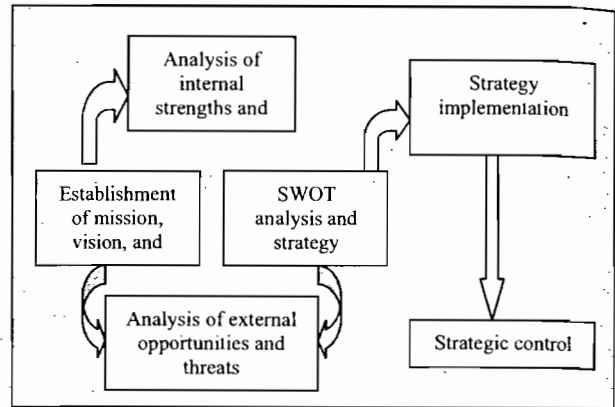 Analysis of
internal
strengths and
Strategy
implementation
Establishment
of mission,
vision, and
SWOT
analysis and
strategy
Analysis of external
opportunities and
threats
Strategic control